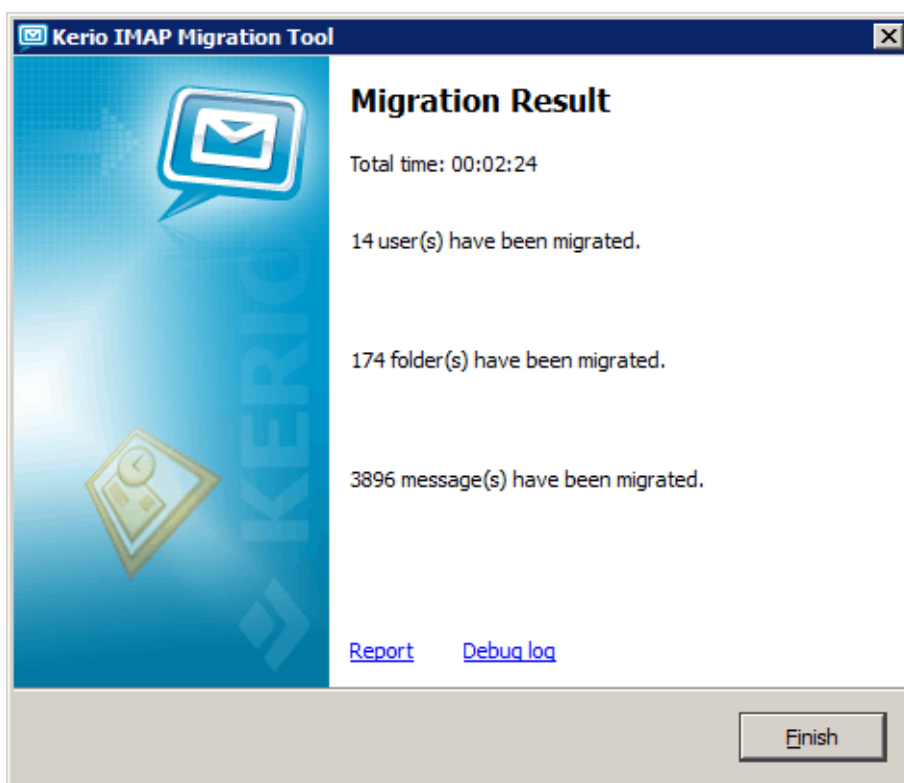 Kerio IMAP Migration Tool
Migration Result
Total time: 00:02:24
14 user(s) have been migrated.
174 folder(s) have been migrated.
3896 message(s) have been migrated.
KERIO
Report Debug log
Finish